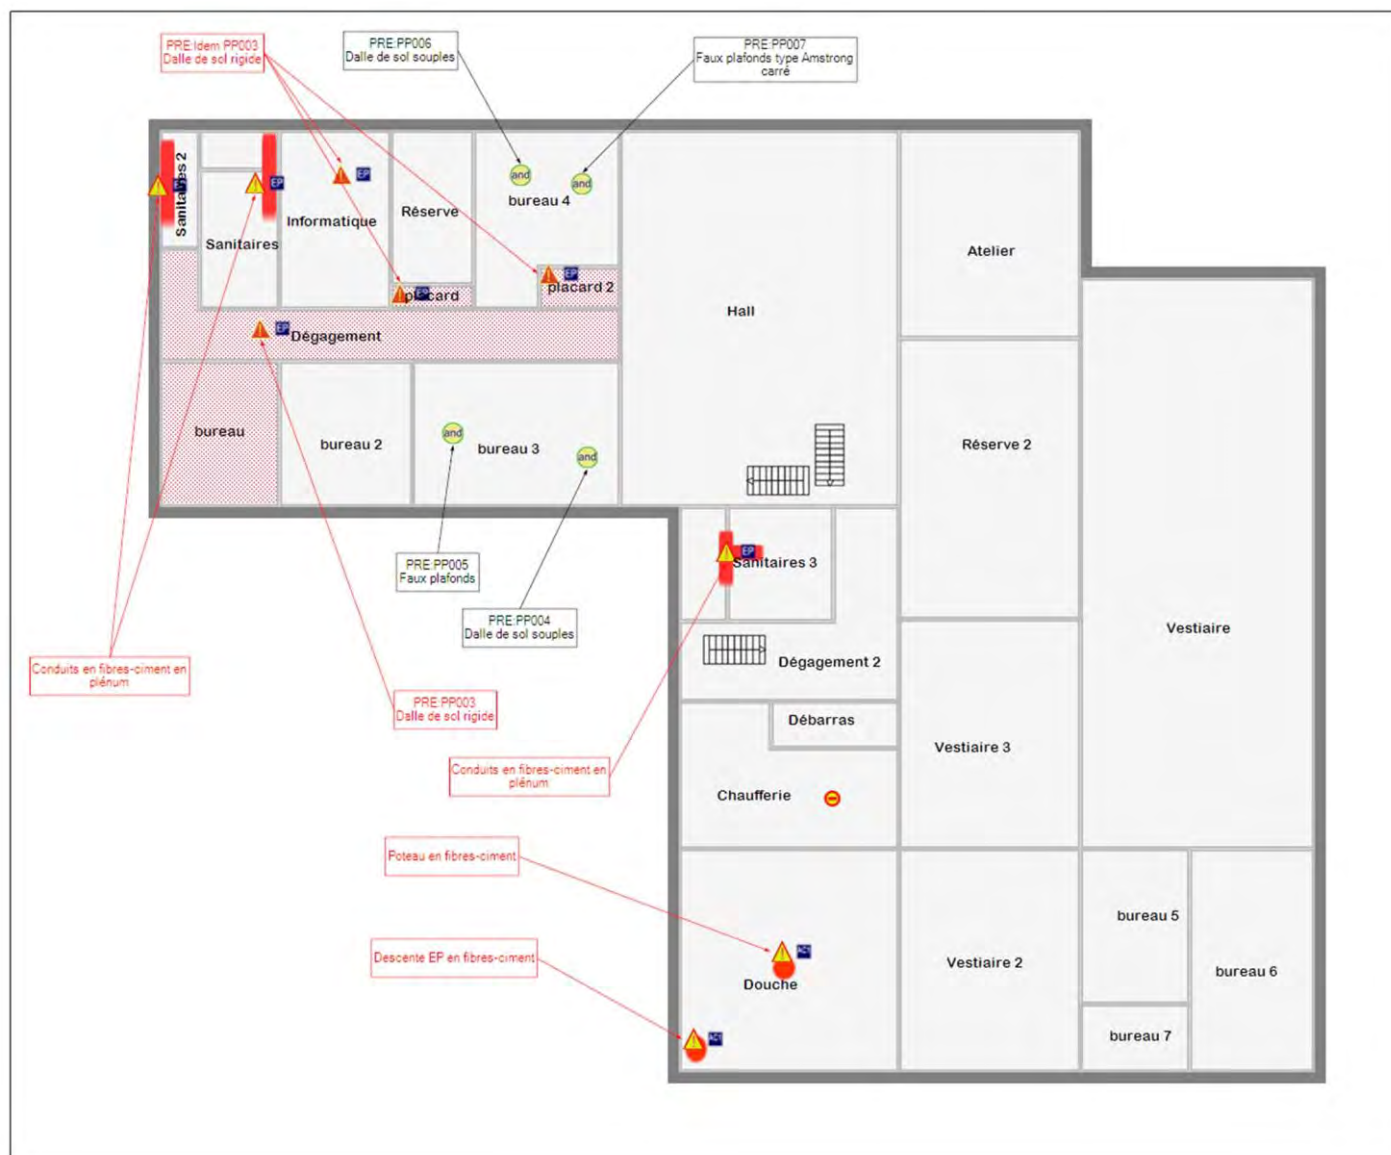 PRE:Idem PP003
Dalle de sol rigide
PRE:PP006
Dalle de sol souples
PRE:PP007
Faux plafonds type Amstrong
carré
Sanitaires 2
EP
EP
Sanitaires
Informatique
Réserve
and
and
bureau 4
EP
placard
EP
placard 2
EP
Dégagement
Hall
Atelier
bureau
bureau 2
and
bureau 3
and
Réserve 2
PRE:PP005
Faux plafonds
PRE:PP004
Dalle de sol souples
EP
Sanitaires 3
Vestiaire
Conduits en fibres-ciment en
plénum
Dégagement 2
PRE:PP003
Dalle de sol rigide
Débarras
Vestiaire 3
Conduits en fibres-ciment en
plénum
Chaufferie
Poteau en fibres-ciment
AC1
Descente EP en fibres-ciment
Douche
Vestiaire 2
bureau 5
bureau 6
AC1
bureau 7